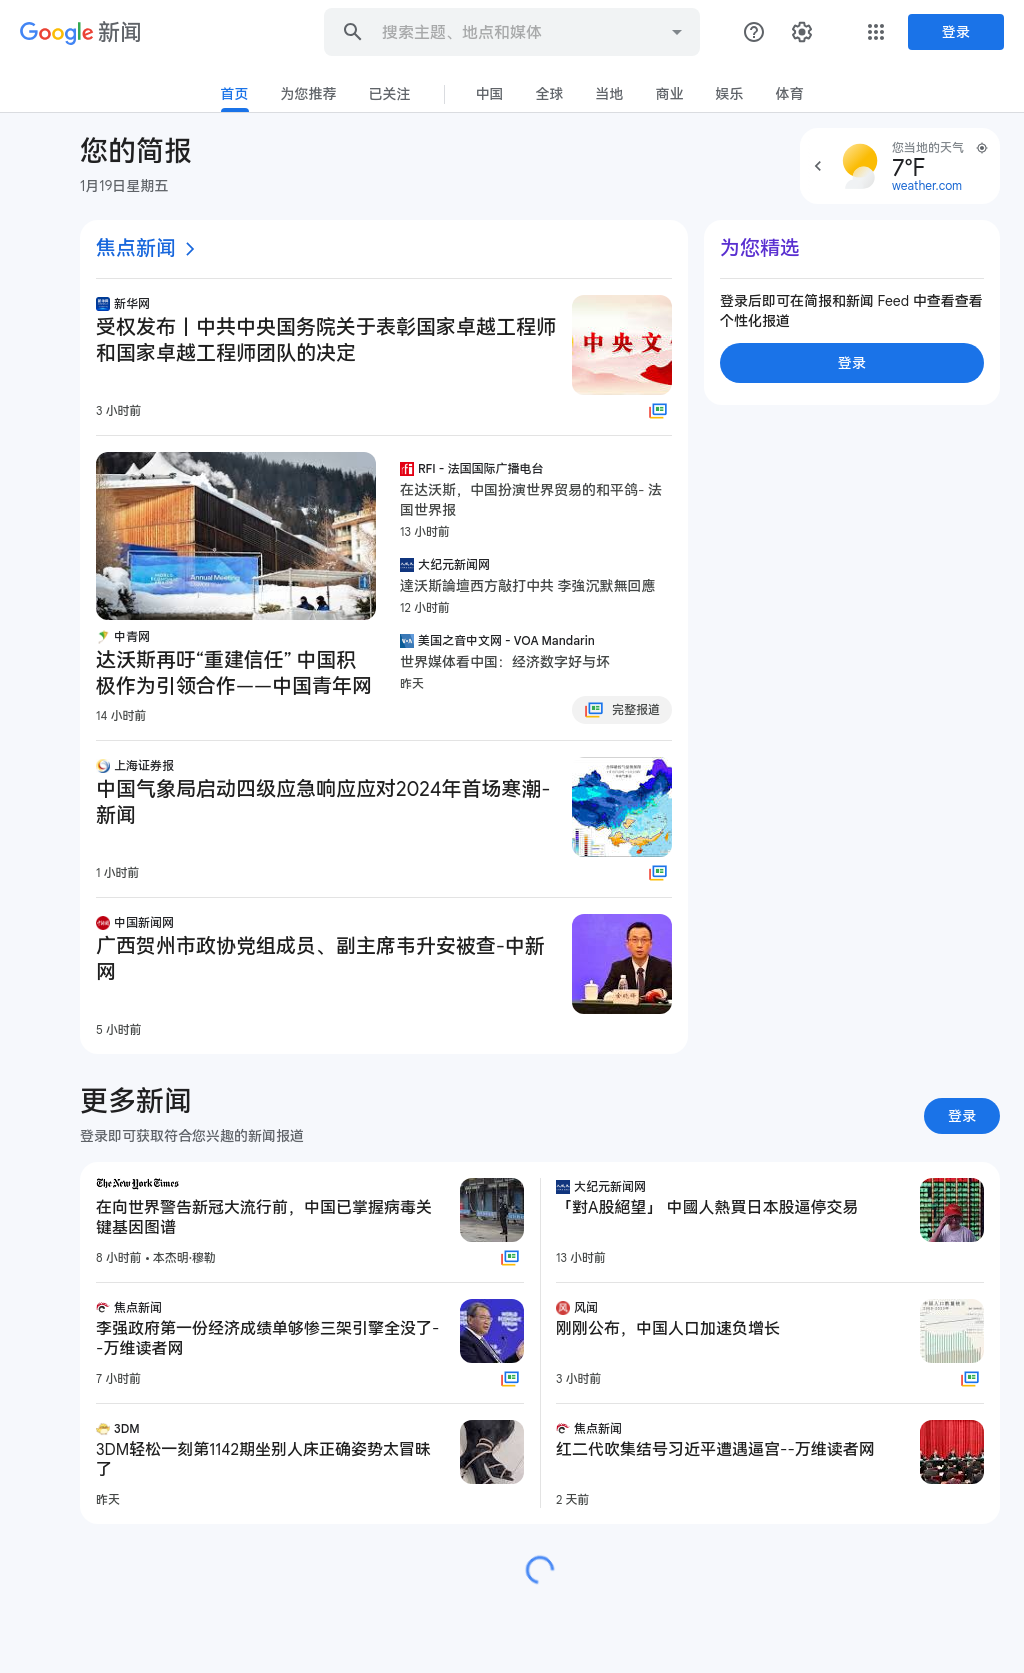 Google 新闻
搜索主题、地点和媒体
登录
首页
为您推荐
已关注
中国
全球
当地
商业
娱乐
体育
您的简报
1月19日星期五
您当地的天气
7°F
weather.com
焦点新闻
新华网
受权发布丨中共中央国务院关于表彰国家卓越工程师
和国家卓越工程师团队的决定
中央文
3 小时前
Annual Meeting
中青网
达沃斯再吁“重建信任” 中国积
极作为引领合作——中国青年网
14 小时前
RFI - 法国国际广播电台
在达沃斯，中国扮演世界贸易的和平鸽- 法
国世界报
13 小时前
大纪元新闻网
達沃斯論壇西方敲打中共 李強沉默無回應
12 小时前
美国之音中文网 - VOA Mandarin
世界媒体看中国：经济数字好与坏
昨天
完整报道
上海证券报
中国气象局启动四级应急响应应对2024年首场寒潮-
新闻
1 小时前
中国新闻网
广西贺州市政协党组成员、副主席韦升安被查-中新
网
5 小时前
为您精选
登录后即可在简报和新闻 Feed 中查看查看
个性化报道
登录
更多新闻
登录即可获取符合您兴趣的新闻报道
登录
The New York Times
在向世界警告新冠大流行前，中国已掌握病毒关
键基因图谱
8 小时前 • 本杰明·穆勒
焦点新闻
李强政府第一份经济成绩单够惨三架引擎全没了-
-万维读者网
7 小时前
3DM
3DM轻松一刻第1142期坐别人床正确姿势太冒昧
了
昨天
大纪元新闻网
「對A股絕望」 中國人熱買日本股逼停交易
13 小时前
风闻
刚刚公布，中国人口加速负增长
3 小时前
焦点新闻
红二代吹集结号习近平遭遇逼宫--万维读者网
2 天前